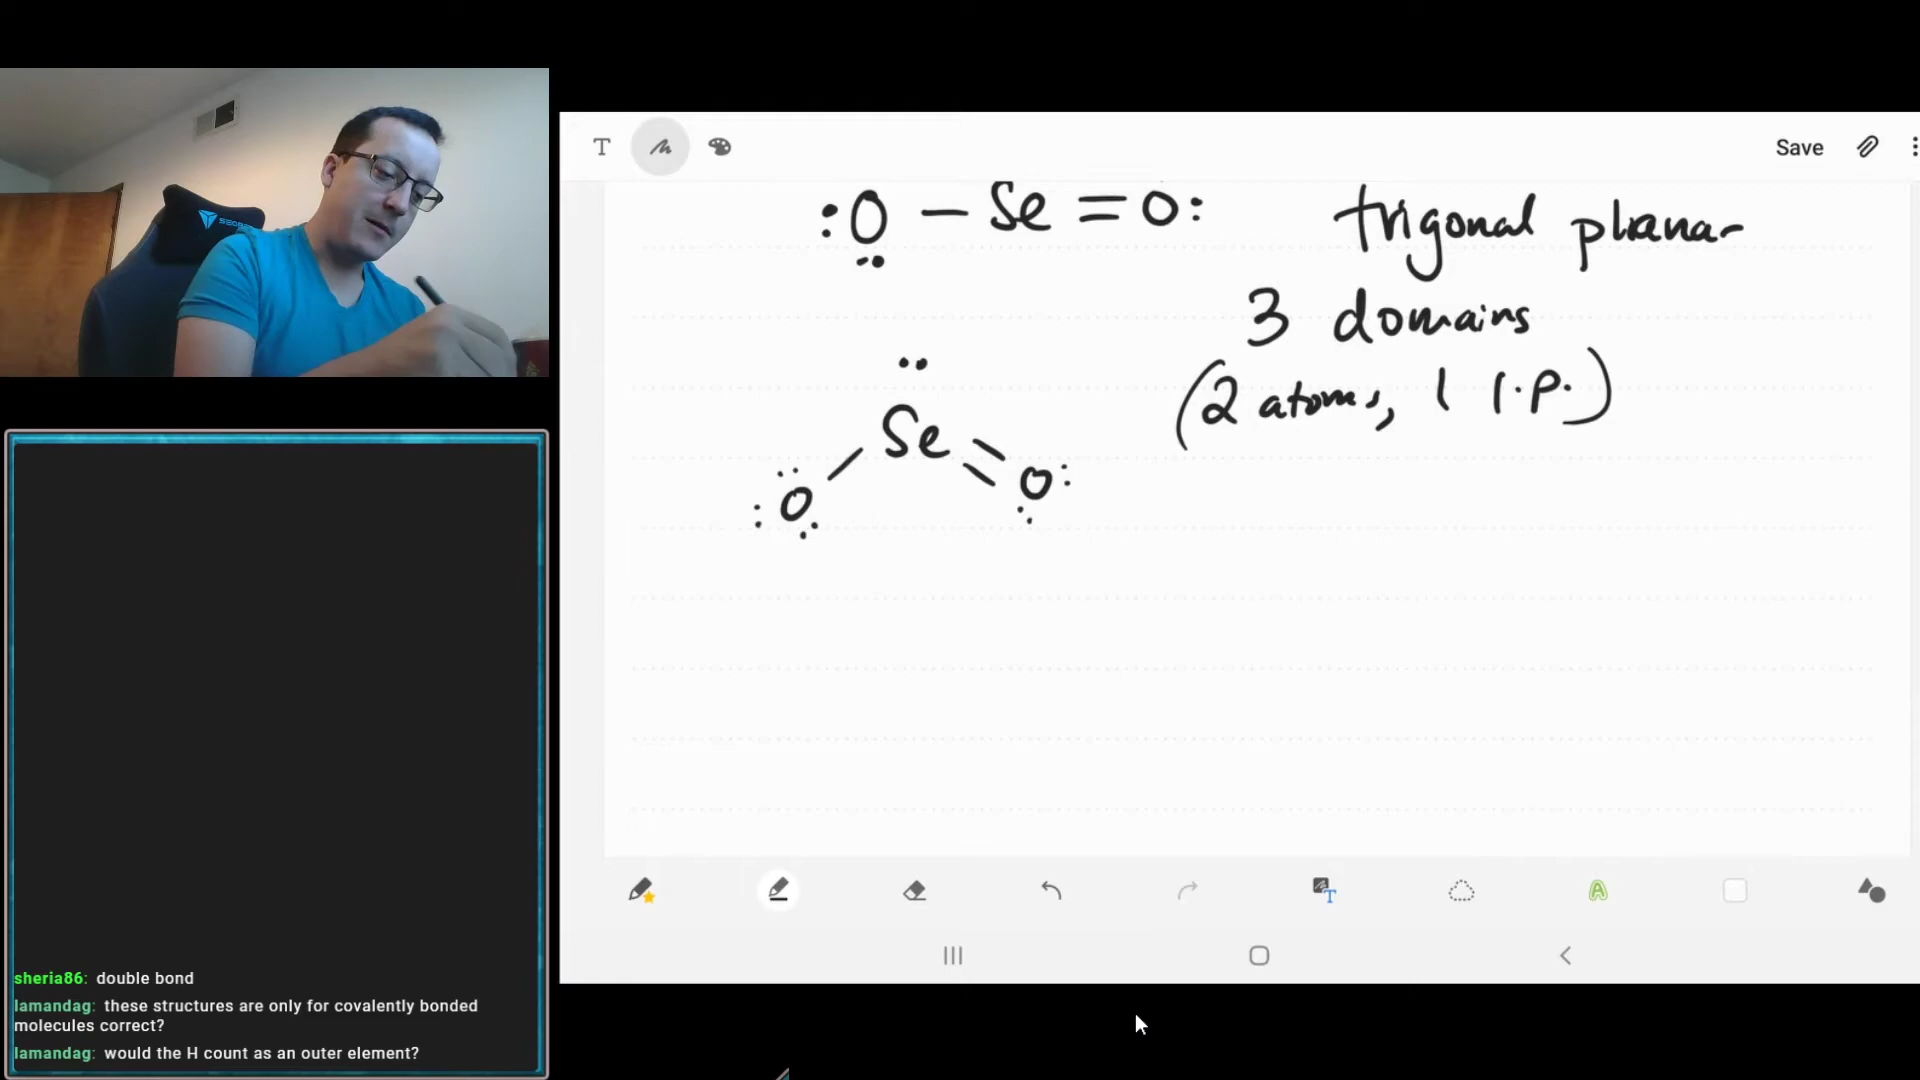 T
Save
:O − Se = O:
trigonal planar
3 domains
(2 atoms, 1 l.p.)
Se
:O
O:
T
A
sheria86: double bond
lamandag: these structures are only for covalently bonded
molecules correct?
lamandag: would the H count as an outer element?